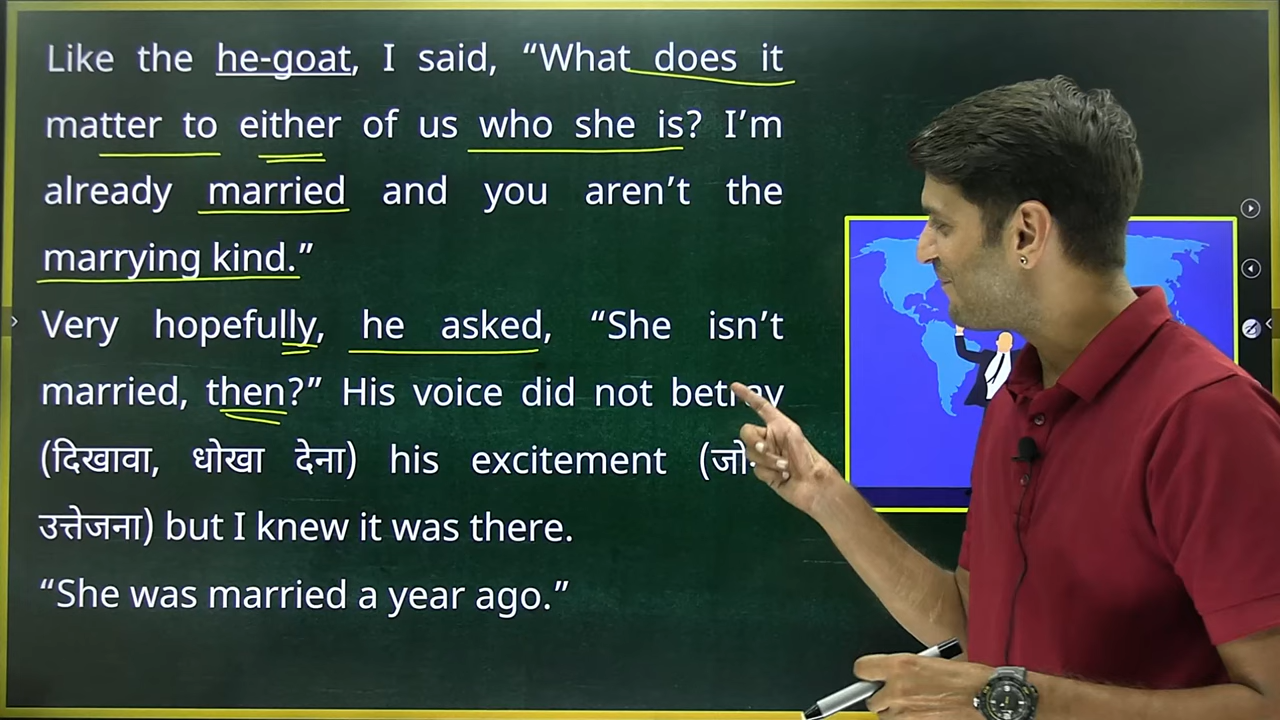 Like the he-goat, I said, “What does it
matter to either of us who she is? I’m
already married and you aren’t the
marrying kind.”
Very hopefully, he asked, “She isn’t
married, then?” His voice did not betray
(दिखावा, धोखा देना) his excitement (जो
उत्तेजना) but I knew it was there.
“She was married a year ago.”